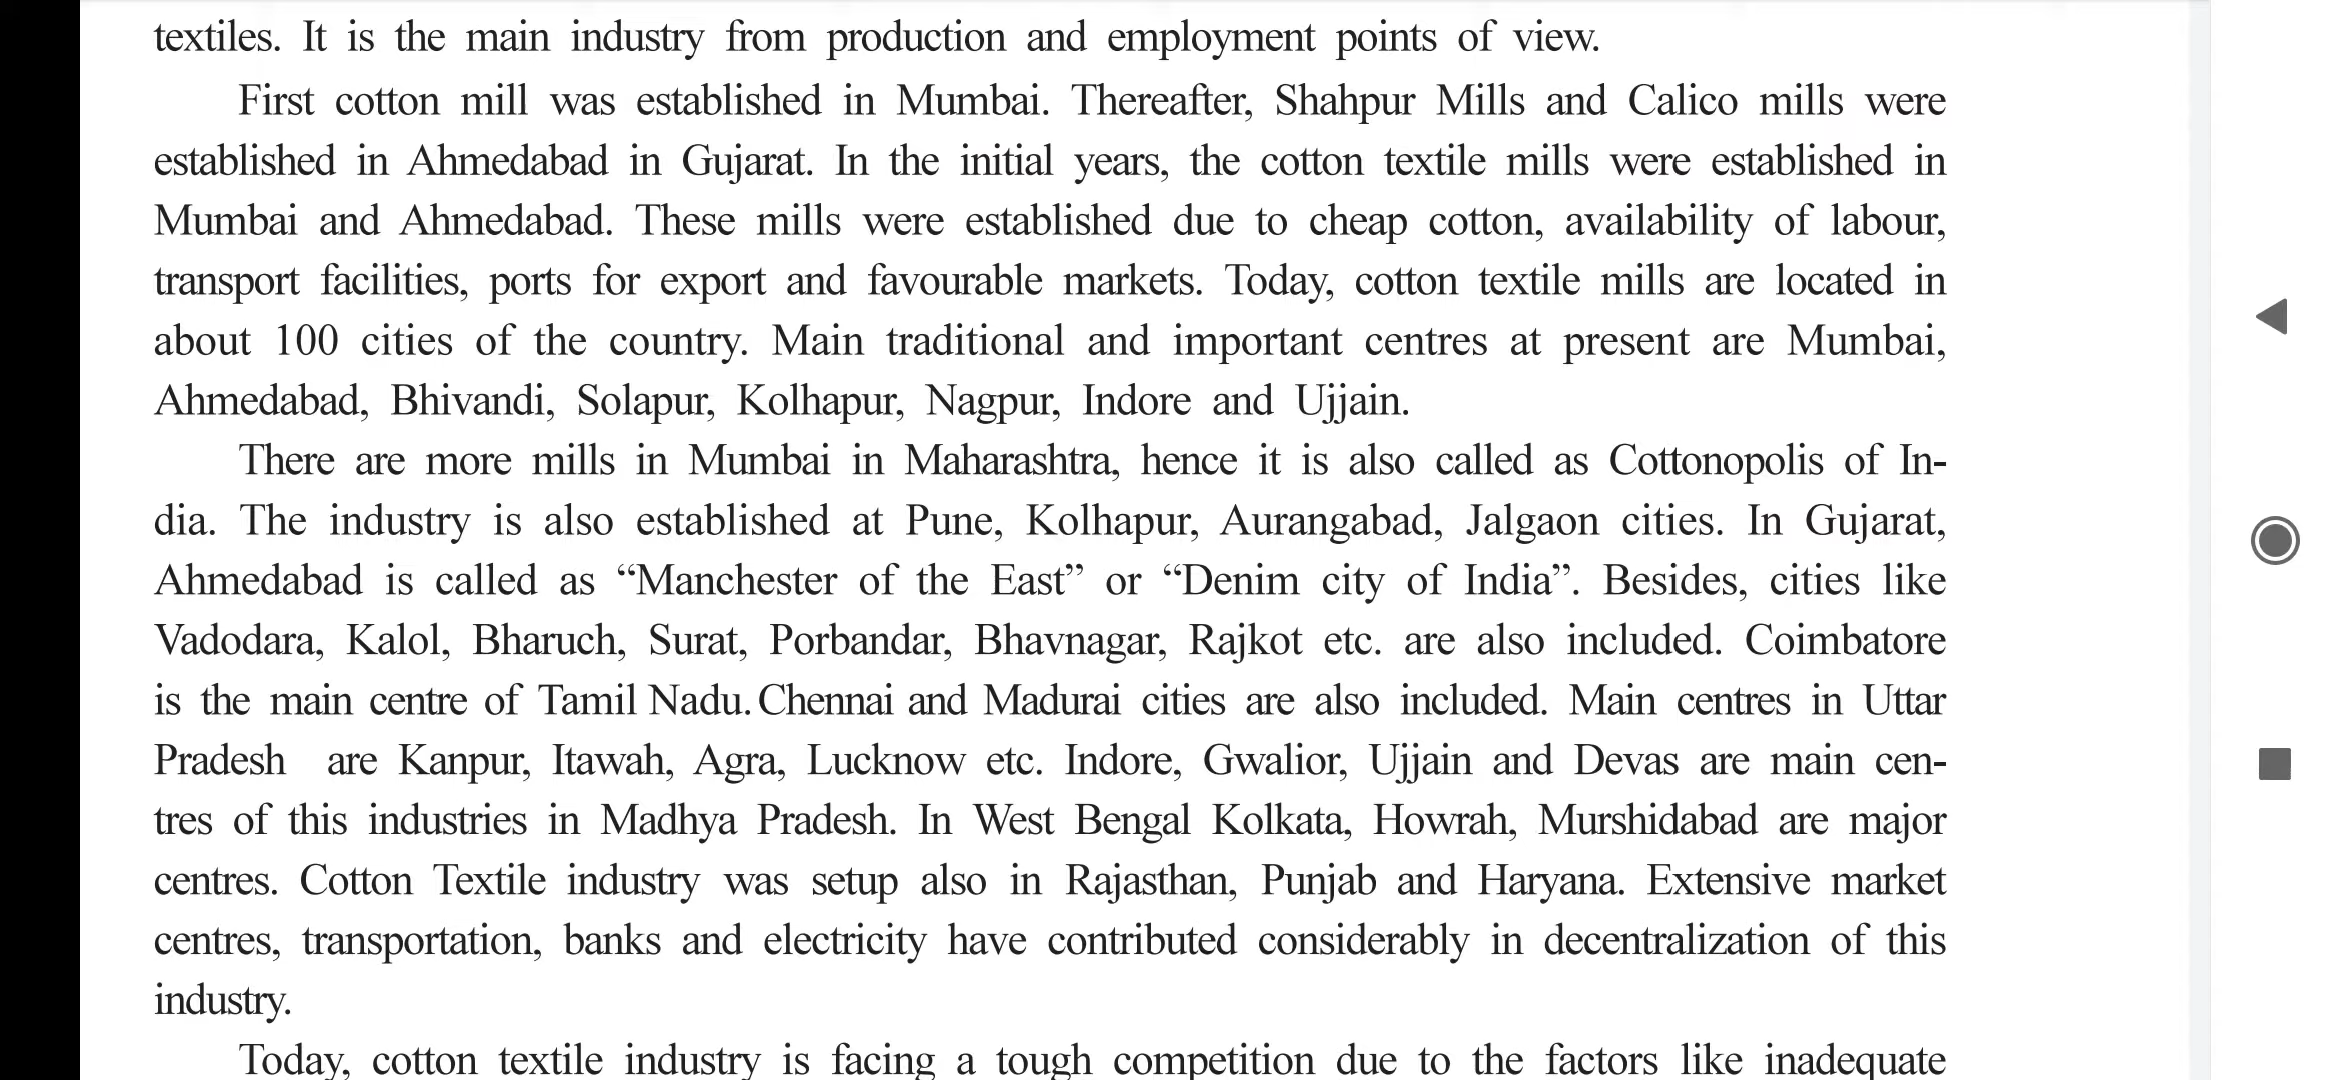 textiles. It is the main industry from production and employment points of view.
First cotton mill was established in Mumbai. Thereafter, Shahpur Mills and Calico mills were
established in Ahmedabad in Gujarat. In the initial years, the cotton textile mills were established in
Mumbai and Ahmedabad. These mills were established due to cheap cotton, availability of labour,
transport facilities, ports for export and favourable markets. Today, cotton textile mills are located in
about 100 cities of the country. Main traditional and important centres at present are Mumbai,
Ahmedabad, Bhivandi, Solapur, Kolhapur, Nagpur, Indore and Ujjain.
There are more mills in Mumbai in Maharashtra, hence it is also called as Cottonopolis of In-
dia. The industry is also established at Pune, Kolhapur, Aurangabad, Jalgaon cities. In Gujarat,
Ahmedabad is called as “Manchester of the East” or “Denim city of India”. Besides, cities like
Vadodara, Kalol, Bharuch, Surat, Porbandar, Bhavnagar, Rajkot etc. are also included. Coimbatore
is the main centre of Tamil Nadu. Chennai and Madurai cities are also included. Main centres in Uttar
Pradesh are Kanpur, Itawah, Agra, Lucknow etc. Indore, Gwalior, Ujjain and Devas are main cen-
tres of this industries in Madhya Pradesh. In West Bengal Kolkata, Howrah, Murshidabad are major
centres. Cotton Textile industry was setup also in Rajasthan, Punjab and Haryana. Extensive market
centres, transportation, banks and electricity have contributed considerably in decentralization of this
industry.
Today, cotton textile industry is facing a tough competition due to the factors like inadequate